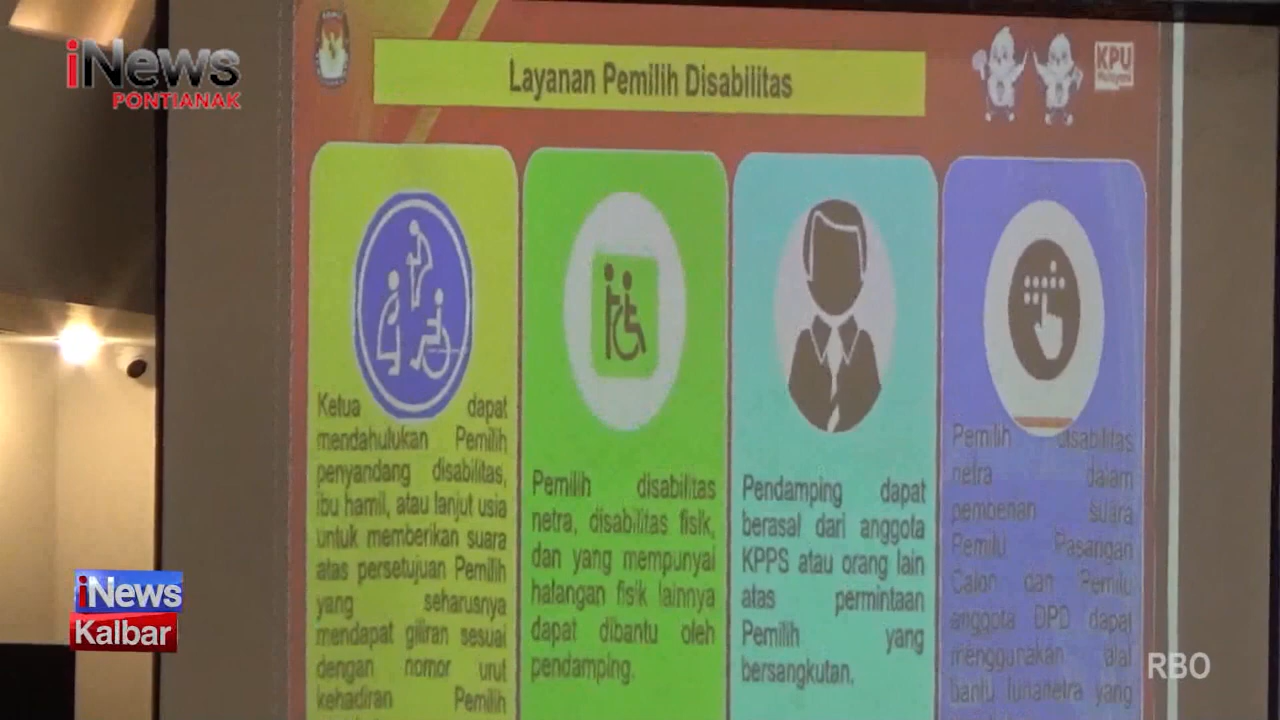 iNews
PONTIANAK
KPU
Layanan Pemilih Disabilitas
Ketua dapat
mendahulukan Pemilih
penyandang disabilitas,
ibu hamil, atau lanjut usia
untuk memberikan suara
atas persetujuan Pemilih
yang seharusnya
mendapat giliran sesuai
dengan nomor urut
kehadiran Pemilih
Pemilih disabilitas
netra, disabilitas fisik,
dan yang mempunyai
halangan fisik lainnya
dapat dibantu oleh
pendamping.
Pendamping dapat
berasal dari anggota
KPPS atau orang lain
atas permintaan
Pemilih yang
bersangkutan.
Pemilih disabilitas
netra dalam
pemberian suara
Pemilu Pasangan
Calon dan Pemilu
anggota DPD dapat
menggunakan alat
bantu tunanetra yang
iNews
Kalbar
RBO